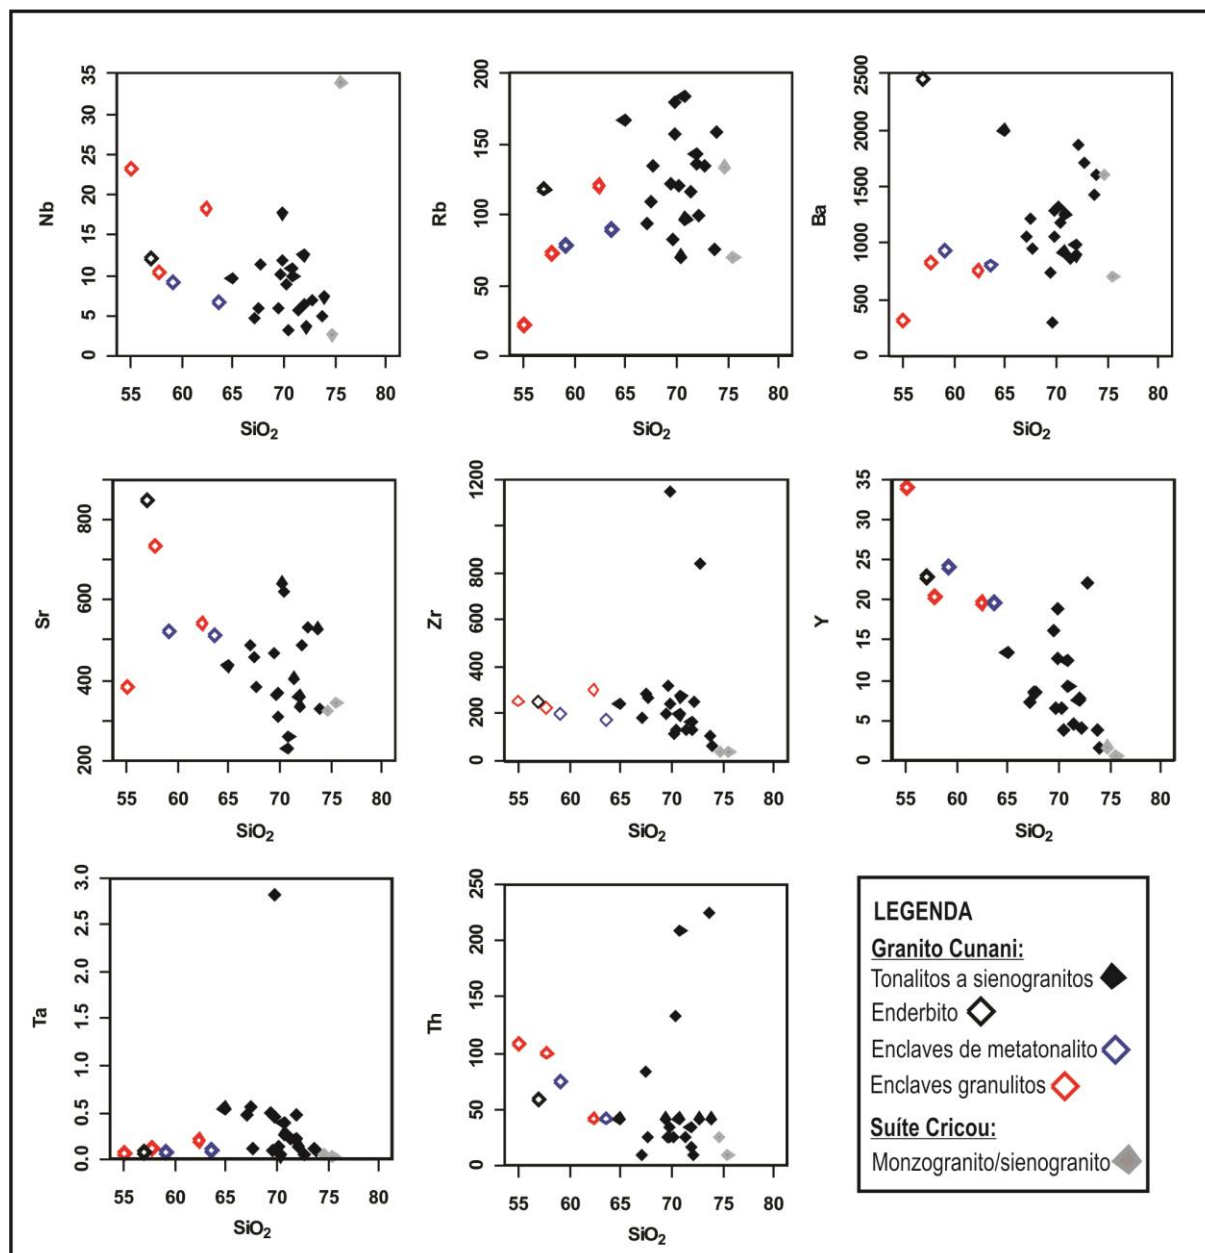 Nb
35
30
25
20
15
10
5
0
55 60 65 70 75 80
SiO2
Rb
200
150
100
50
0
55 60 65 70 75 80
SiO2
Ba
2500
2000
1500
1000
500
0
55 60 65 70 75 80
SiO2
Sr
800
600
400
200
55 60 65 70 75 80
SiO2
Zr
1200
800
600
400
200
0
55 60 65 70 75 80
SiO2
Y
35
30
25
20
15
10
5
0
55 60 65 70 75 80
SiO2
Ta
3.0
2.5
2.0
1.5
1.0
0.5
0.0
55 60 65 70 75 80
SiO2
Th
250
200
150
100
50
0
55 60 65 70 75 80
SiO2
LEGENDA
Granito Cunani:
Tonalitos a sienogranitos
Enderbito
Enclaves de metatonalito
Enclaves granulitos
Suíte Cricou:
Monzogranito/sienogranito